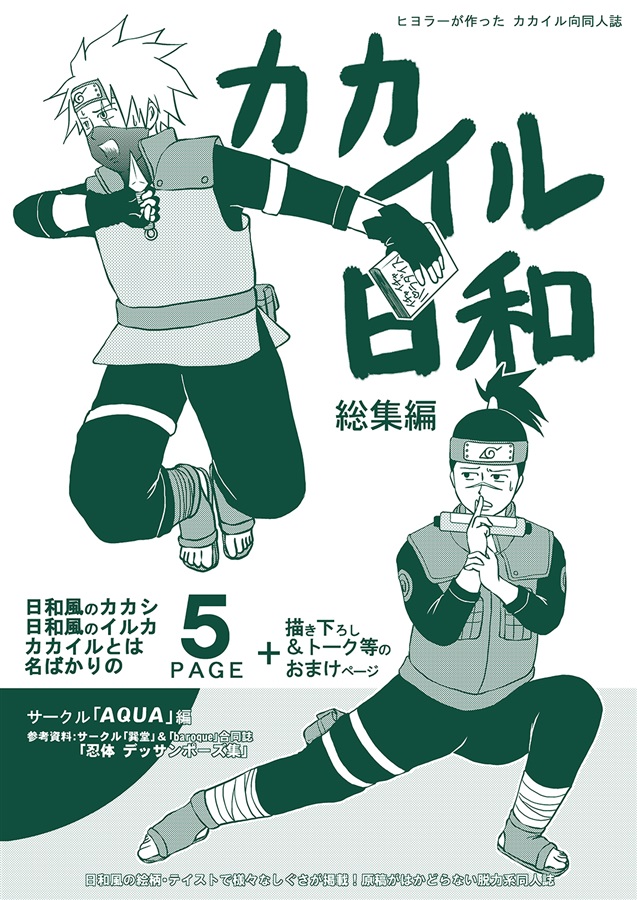 ヒヨラーが作った カカイル向同人誌
カカ
イル
日和
総集編
日和風のカカシ
日和風のイルカ
カカイルとは
名ばかりの
5
PAGE
+
描き下ろし
&トーク等の
おまけページ
サークル「AQUA」編
参考資料:サークル「巽堂」&「baroque」合同誌
「忍体 デッサンポーズ集」
日和風の絵柄・テイストで様々なしぐさが掲載!原稿がはかどらない脱力系同人誌